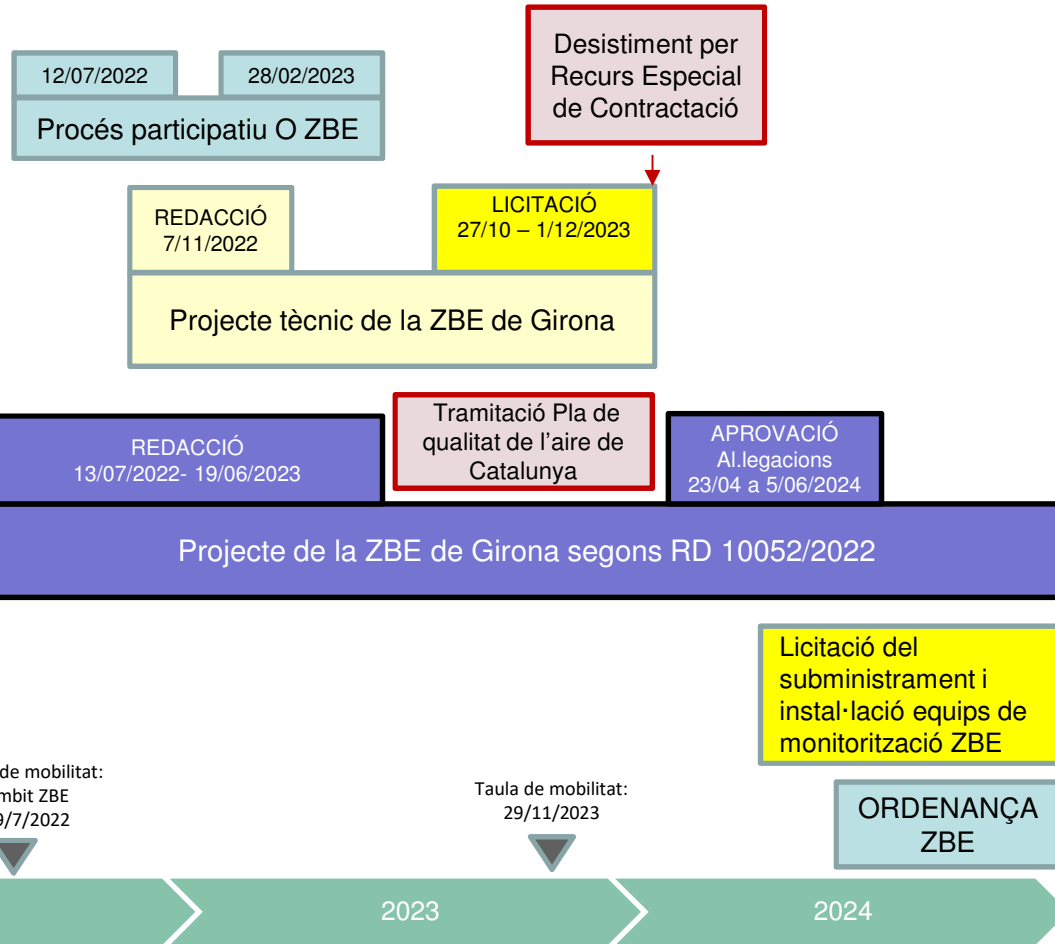 Desistiment per
Recurs Especial
de Contractació
12/07/2022
28/02/2023
Procés participatiu O ZBE
REDACCIÓ
7/11/2022
LICITACIÓ
27/10 – 1/12/2023
Projecte tècnic de la ZBE de Girona
REDACCIÓ
13/07/2022- 19/06/2023
Tramitació Pla de
qualitat de l'aire de
Catalunya
APROVACIÓ
Al.legacions
23/04 a 5/06/2024
Projecte de la ZBE de Girona segons RD 10052/2022
Licitació del
subministrament i
instal·lació equips de
monitorització ZBE
de mobilitat:
mbit ZBE
9/7/2022
Taula de mobilitat:
29/11/2023
ORDENANÇA
ZBE
2023
2024